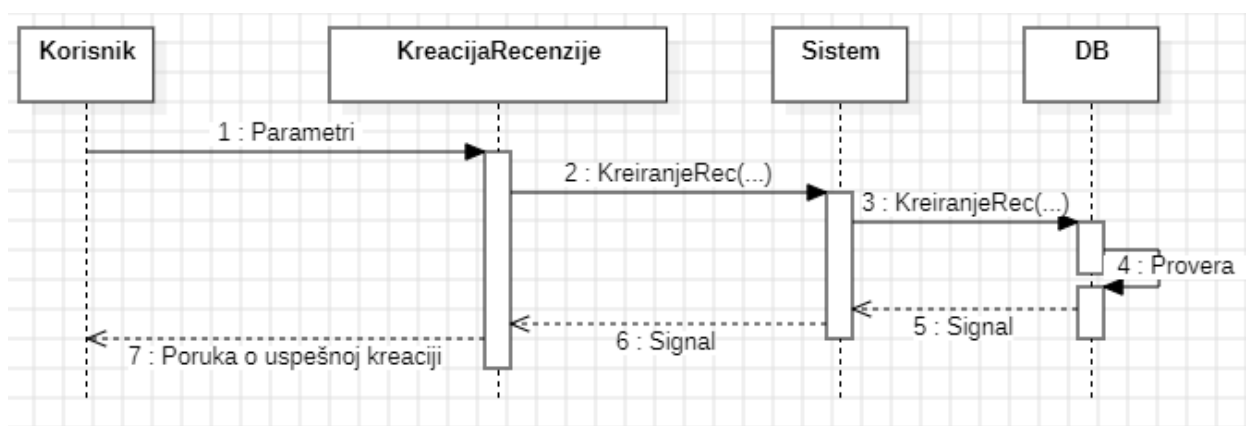 Korisnik
KreacijaRecenzije
Sistem
DB
1 : Parametri
2 : KreiranjeRec(...)
3 : KreiranjeRec(...)
4 : Provera
5 : Signal
6 : Signal
7 : Poruka o uspešnoj kreaciji